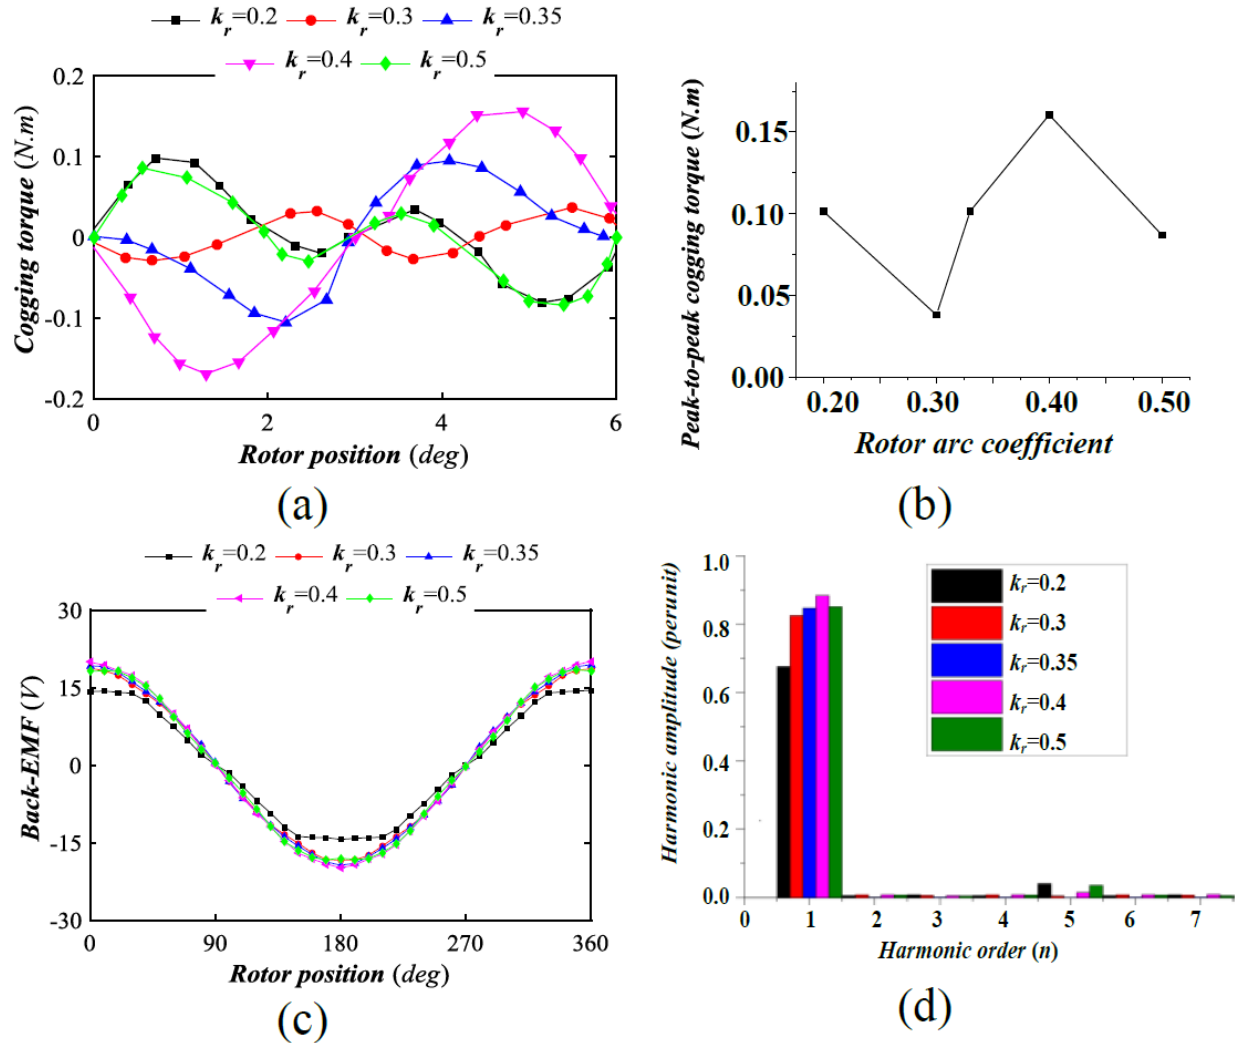 k_r=0.2 k_r=0.3 k_r=0.35
k_r=0.4 k_r=0.5
0.2
0.1
0
-0.1
-0.2
Cogging torque (N.m)
0 2 4 6
Rotor position (deg)
(a)
0.15
0.10
0.05
0.00
Peak-to-peak cogging torque (N.m)
0.20 0.30 0.40 0.50
Rotor arc coefficient
(b)
k_r=0.2 k_r=0.3 k_r=0.35
k_r=0.4 k_r=0.5
30
15
0
-15
-30
Back-EMF (V)
0 90 180 270 360
Rotor position (deg)
(c)
1.0
0.8
0.6
0.4
0.2
0.0
Harmonic amplitude (perunit)
k_r=0.2
k_r=0.3
k_r=0.35
k_r=0.4
k_r=0.5
0 1 2 3 4 5 6 7
Harmonic order (n)
(d)